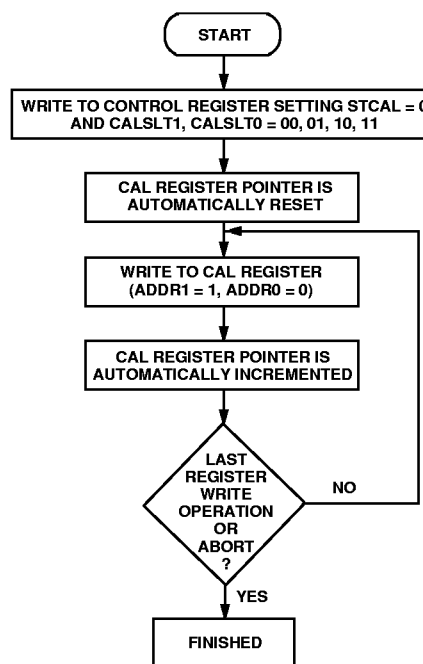 START
WRITE TO CONTROL REGISTER SETTING STCAL = 0
AND CALSLT1, CALSLT0 = 00, 01, 10, 11
CAL REGISTER POINTER IS
AUTOMATICALLY RESET
WRITE TO CAL REGISTER
(ADDR1 = 1, ADDR0 = 0)
CAL REGISTER POINTER IS
AUTOMATICALLY INCREMENTED
LAST
REGISTER
WRITE
OPERATION
OR
ABORT
?
NO
YES
FINISHED